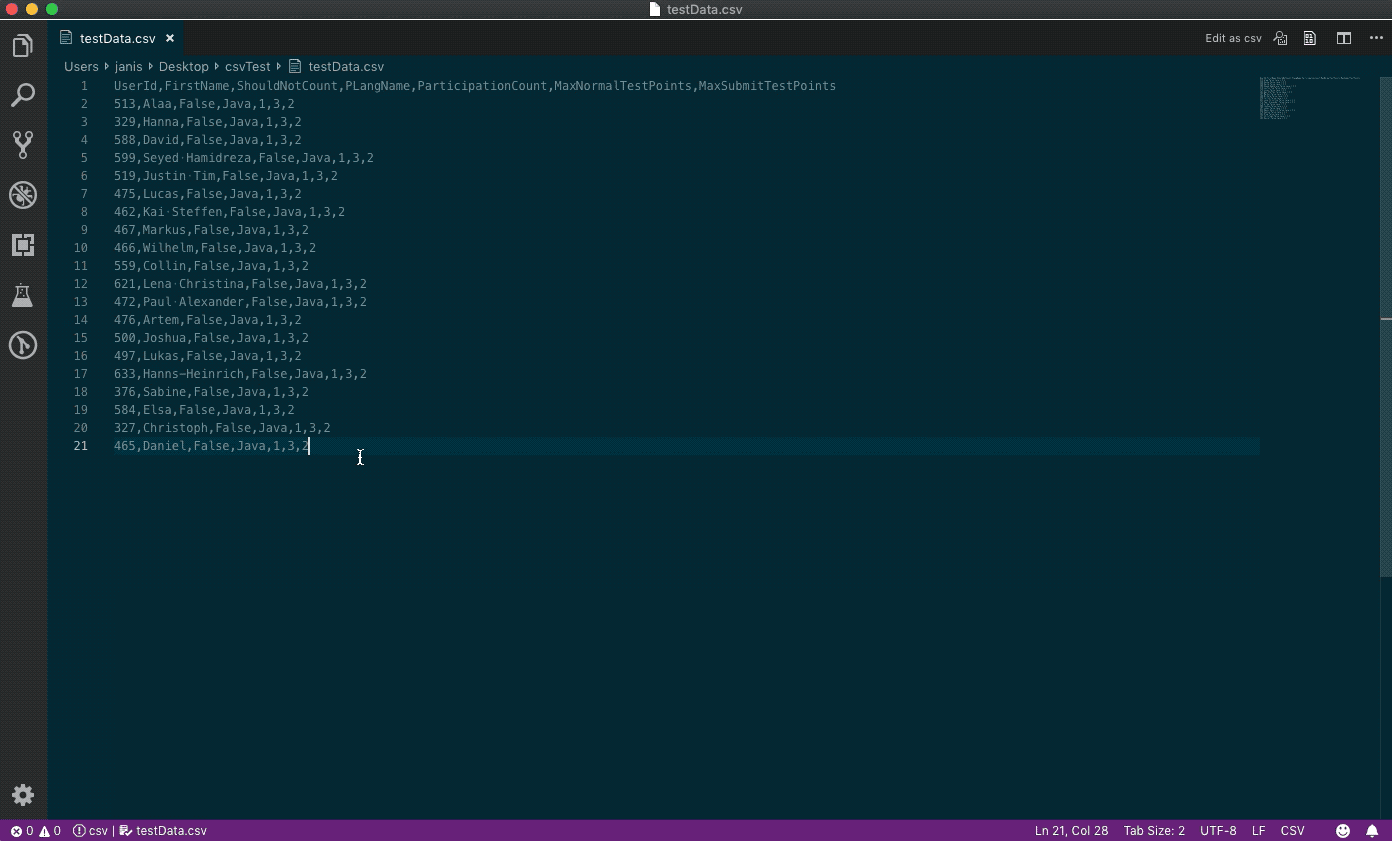 testData.csv
testData.csv ×
Edit as csv
Users janis Desktop csvTest testData.csv
1 UserId,FirstName,ShouldNotCount,PLangName,ParticipationCount,MaxNormalTestPoints,MaxSubmitTestPoints
2 513,Alaa,False,Java,1,3,2
3 329,Hanna,False,Java,1,3,2
4 588,David,False,Java,1,3,2
5 599,Seyed·Hamidreza,False,Java,1,3,2
6 519,Justin·Tim,False,Java,1,3,2
7 475,Lucas,False,Java,1,3,2
8 462,Kai·Steffen,False,Java,1,3,2
9 467,Markus,False,Java,1,3,2
10 466,Wilhelm,False,Java,1,3,2
11 559,Collin,False,Java,1,3,2
12 621,Lena·Christina,False,Java,1,3,2
13 472,Paul·Alexander,False,Java,1,3,2
14 476,Artem,False,Java,1,3,2
15 500,Joshua,False,Java,1,3,2
16 497,Lukas,False,Java,1,3,2
17 633,Hanns-Heinrich,False,Java,1,3,2
18 376,Sabine,False,Java,1,3,2
19 584,Elsa,False,Java,1,3,2
20 327,Christoph,False,Java,1,3,2
21 465,Daniel,False,Java,1,3,2
0 0 csv | testData.csv Ln 21, Col 28 Tab Size: 2 UTF-8 LF CSV